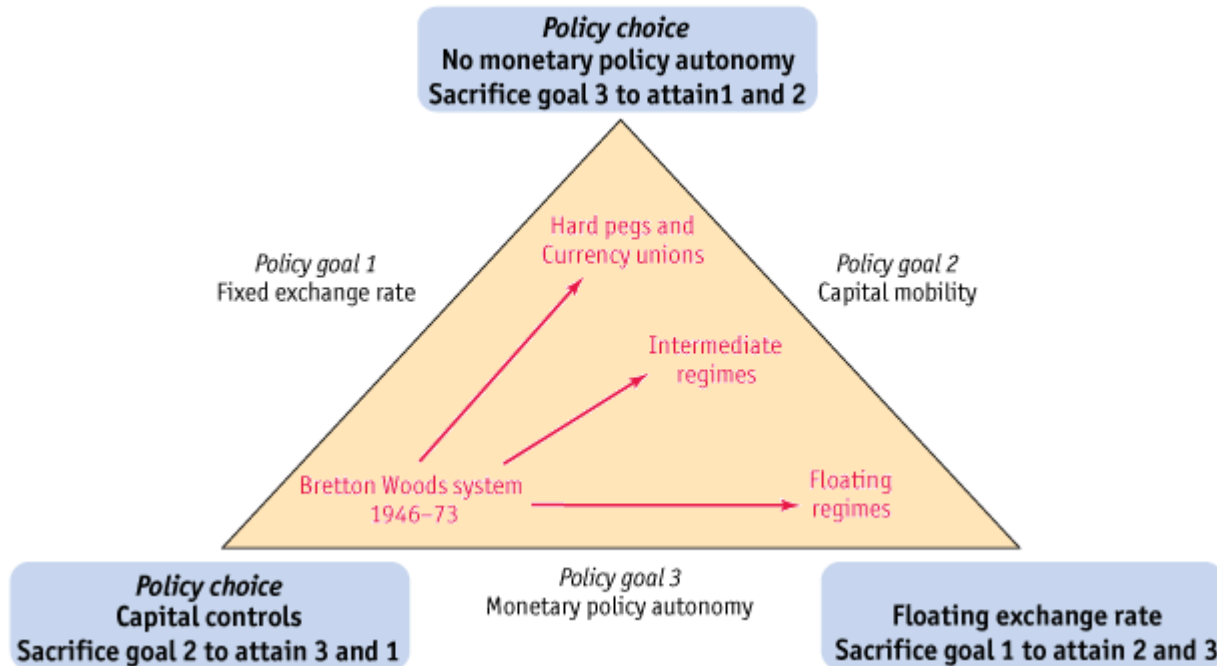 Policy choice
No monetary policy autonomy
Sacrifice goal 3 to attain1 and 2
Hard pegs and
Currency unions
Policy goal 1
Fixed exchange rate
Policy goal 2
Capital mobility
Intermediate
regimes
Bretton Woods system
1946–73
Floating
regimes
Policy choice
Capital controls
Sacrifice goal 2 to attain 3 and 1
Policy goal 3
Monetary policy autonomy
Floating exchange rate
Sacrifice goal 1 to attain 2 and 3